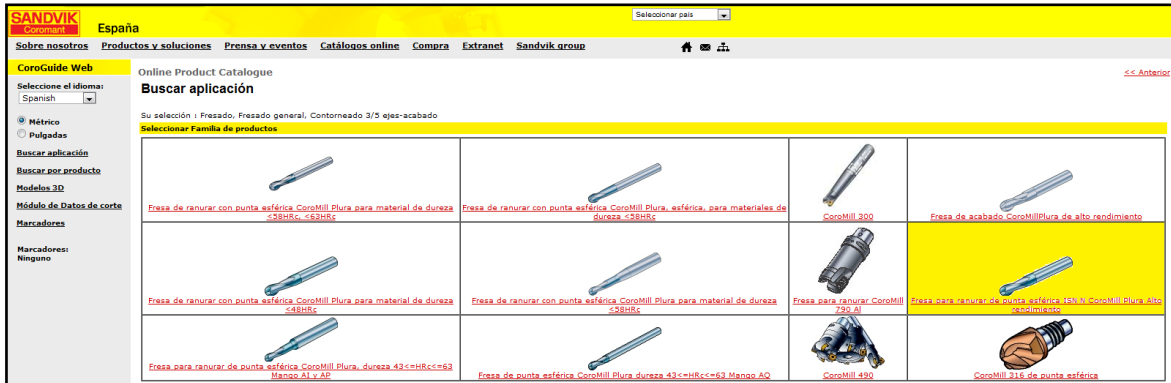 SANDVIK
Coromant
España
Seleccionar pais
Sobre nosotros Productos y soluciones Prensa y eventos Catálogos online Compra Extranet Sandvik group
CoroGuide Web
Seleccione el idioma:
Spanish
Métrico
Pulgadas
Buscar aplicación
Buscar por producto
Modelos 3D
Módulo de Datos de corte
Marcadores
Marcadores:
Ninguno
Online Product Catalogue
<< Anterior
Buscar aplicación
Su selección : Fresado, Fresado general, Contorneado 3/5 ejes-acabado
Seleccionar Familia de productos
Fresa de ranurar con punta esférica CoroMill Plura para material de dureza
≤58HRc, ≤63HRc
Fresa de ranurar con punta esférica CoroMill Plura, esférica, para materiales de
dureza ≤58HRc
CoroMill 300
Fresa de acabado CoroMillPlura de alto rendimiento
Fresa de ranurar con punta esférica CoroMill Plura para material de dureza
≤48HRc
Fresa de ranurar con punta esférica CoroMill Plura para material de dureza
≤58HRc
Fresa para ranurar CoroMill
790 Al
Fresa para ranurar de punta esférica ISN N CoroMill Plura Alto
rendimiento
Fresa para ranurar de punta esférica CoroMill Plura, dureza 43<=HRc<=63
Mango AI y AP
Fresa de punta esférica CoroMill Plura dureza 43<=HRc<=63 Mango AQ
CoroMill 490
CoroMill 316 de punta esférica